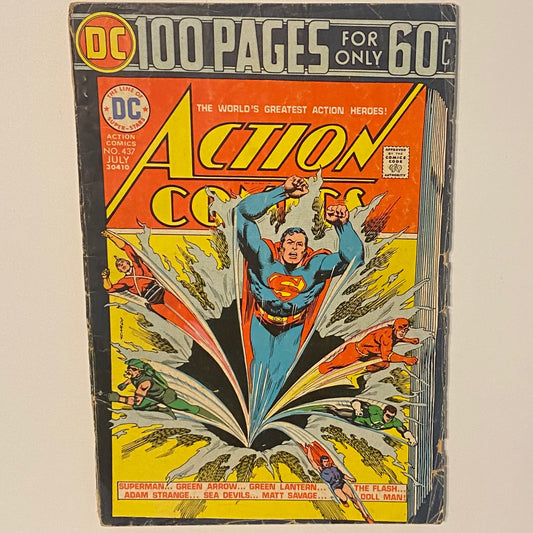 DC 100 PAGES FOR ONLY 60¢
THE LINE OF
DC
SUPER-STARS
ACTION COMICS
NO. 437
JULY
30410
THE WORLD'S GREATEST ACTION HEROES!
APPROVED BY THE COMICS CODE AUTHORITY
ACTION
COMICS
S
SUPERMAN... GREEN ARROW... GREEN LANTERN... THE FLASH...
ADAM STRANGE... SEA DEVILS... MATT SAVAGE... DOLL MAN!